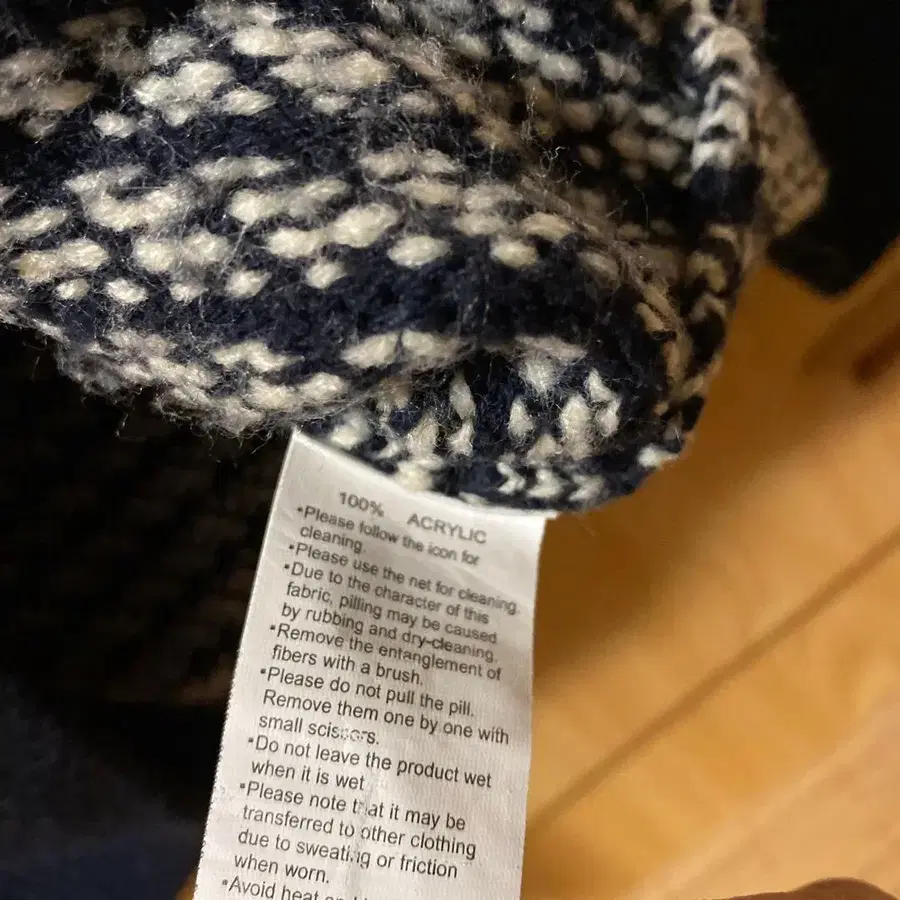 100% ACRYLIC
•Please follow the icon for
cleaning.
•Please use the net for cleaning.
•Due to the character of this
fabric, pilling may be caused
by rubbing and dry-cleaning.
•Remove the entanglement of
fibers with a brush.
•Please do not pull the pill.
Remove them one by one with
small scissors.
•Do not leave the product wet
when it is wet
•Please note that it may be
transferred to other clothing
due to sweating or friction
when worn.
•Avoid heat